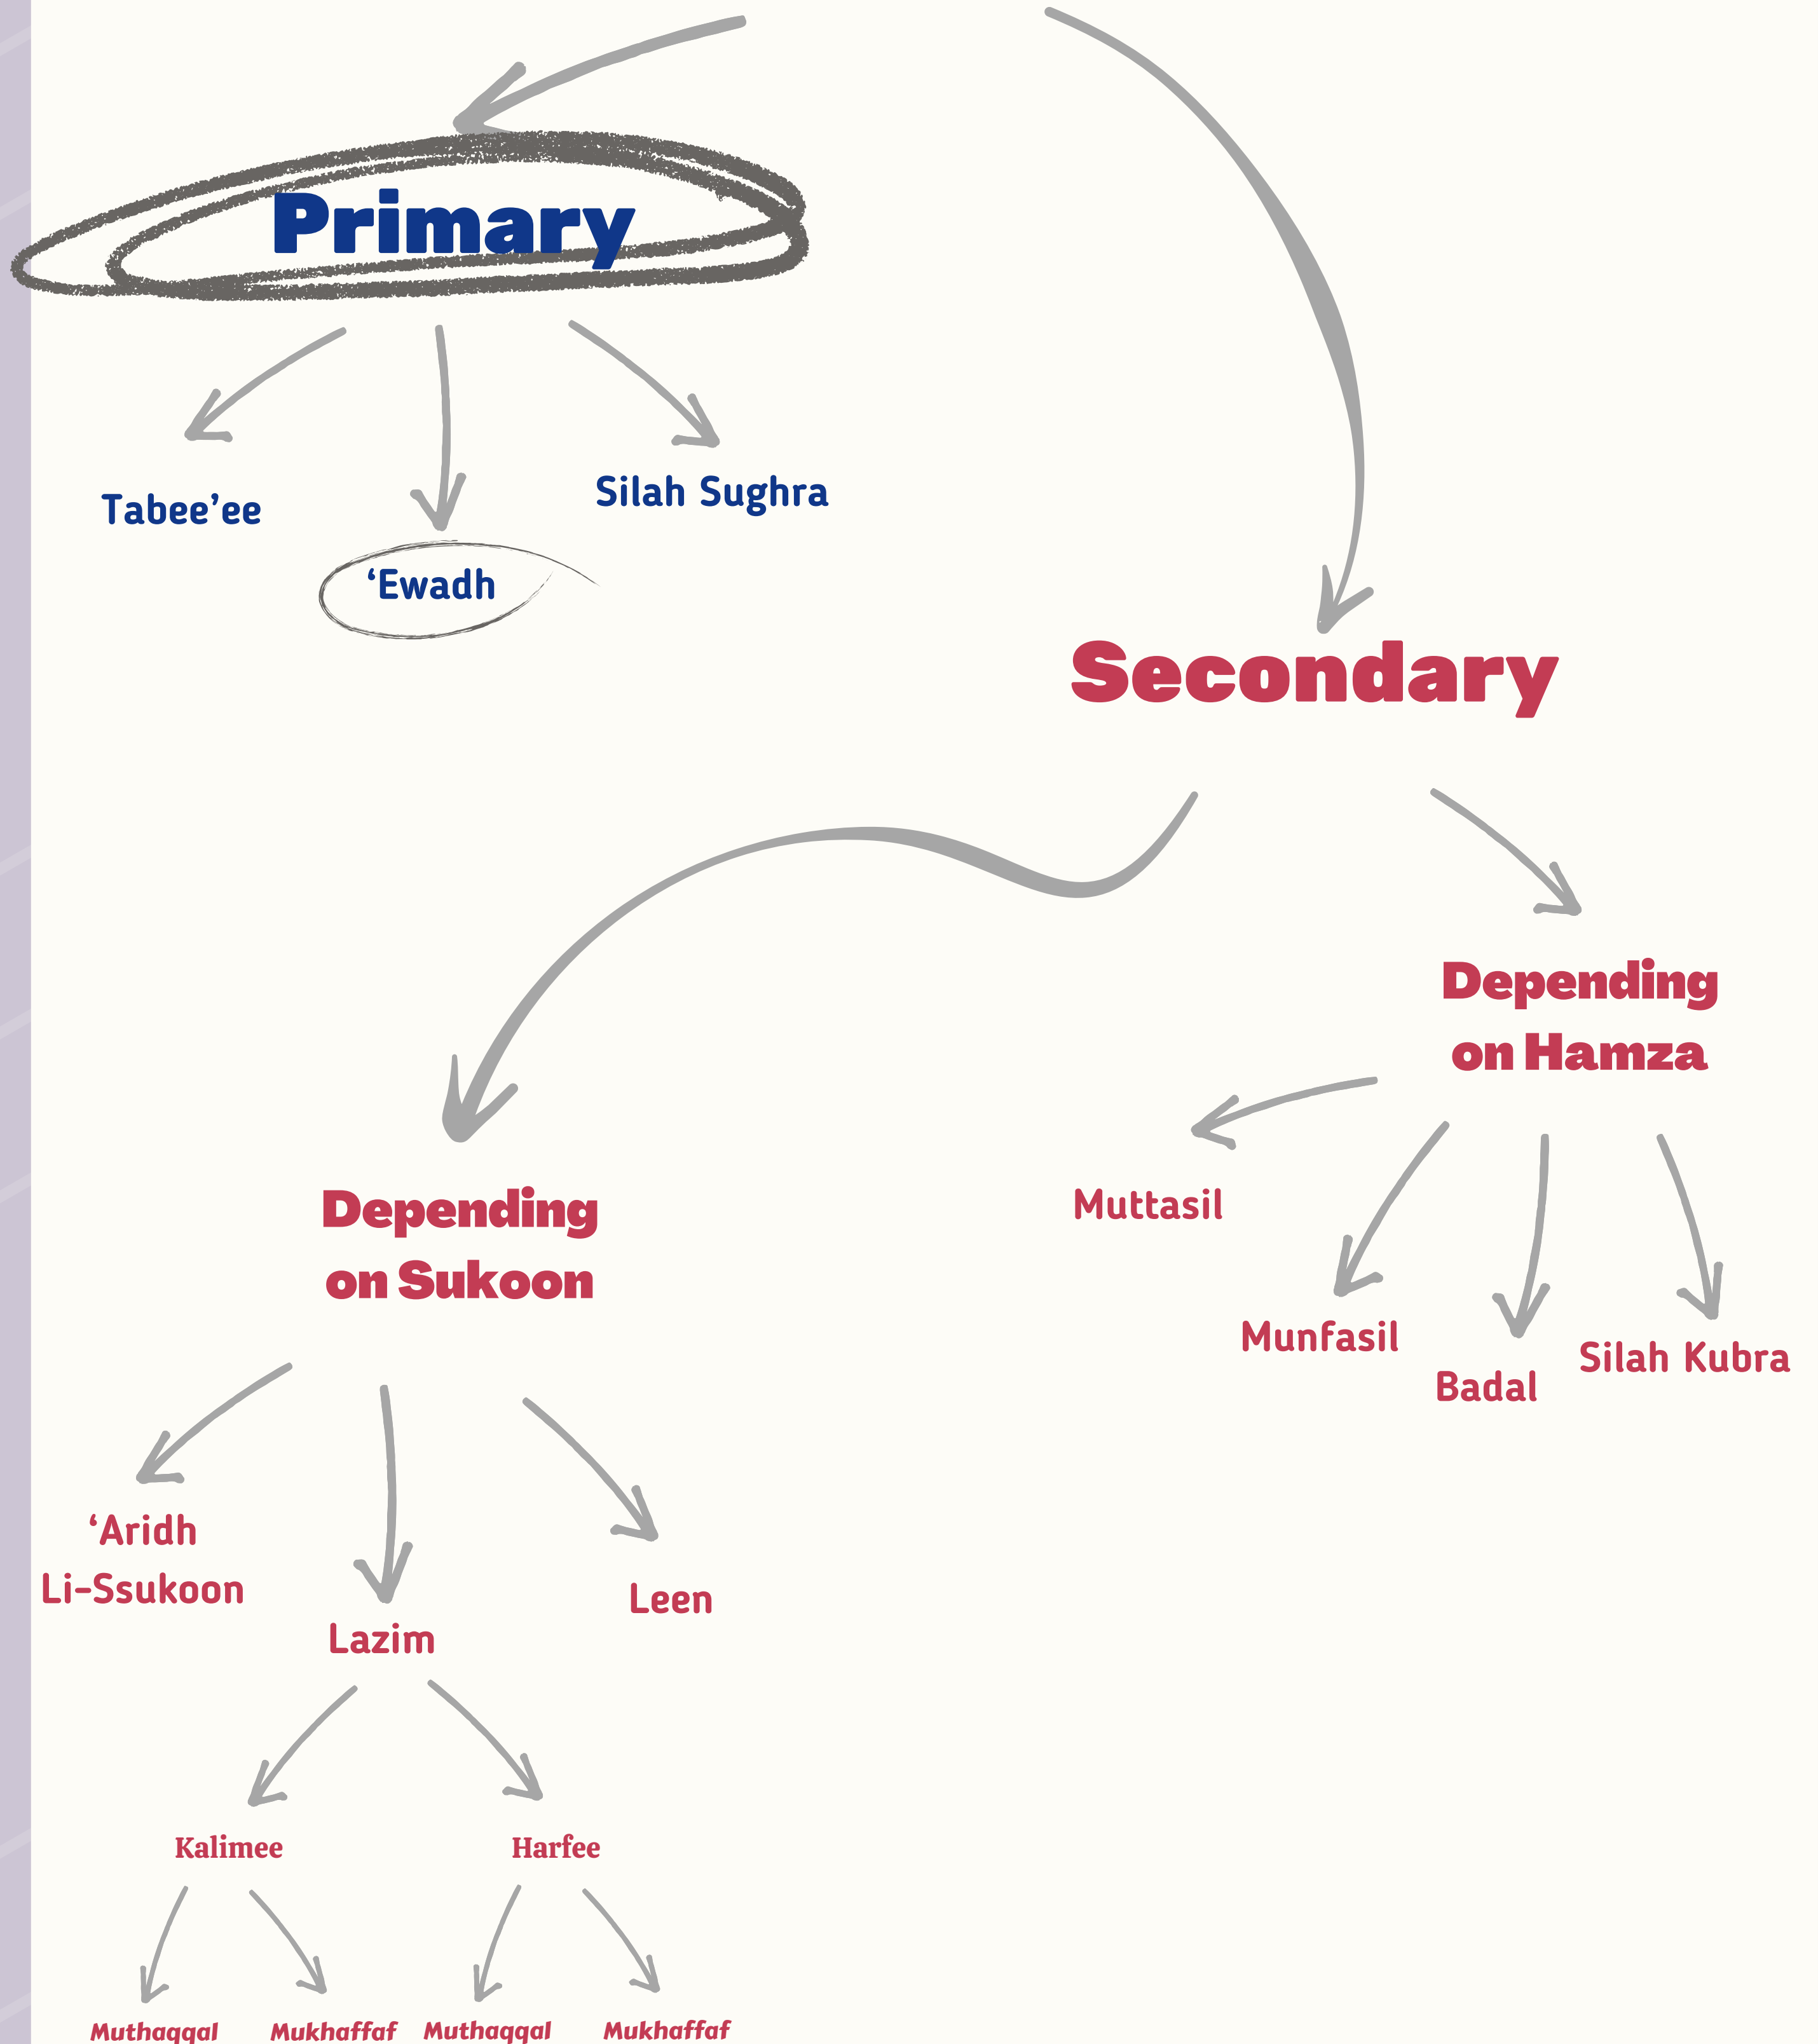 Primary
Tabee’ee
‘Ewadh
Silah Sughra
Secondary
Depending
on Hamza
Muttasil
Munfasil
Badal
Silah Kubra
Depending
on Sukoon
‘Aridh
Li-Ssukoon
Lazim
Leen
Kalimee
Harfee
Muthaqqal
Mukhaffaf
Muthaqqal
Mukhaffaf